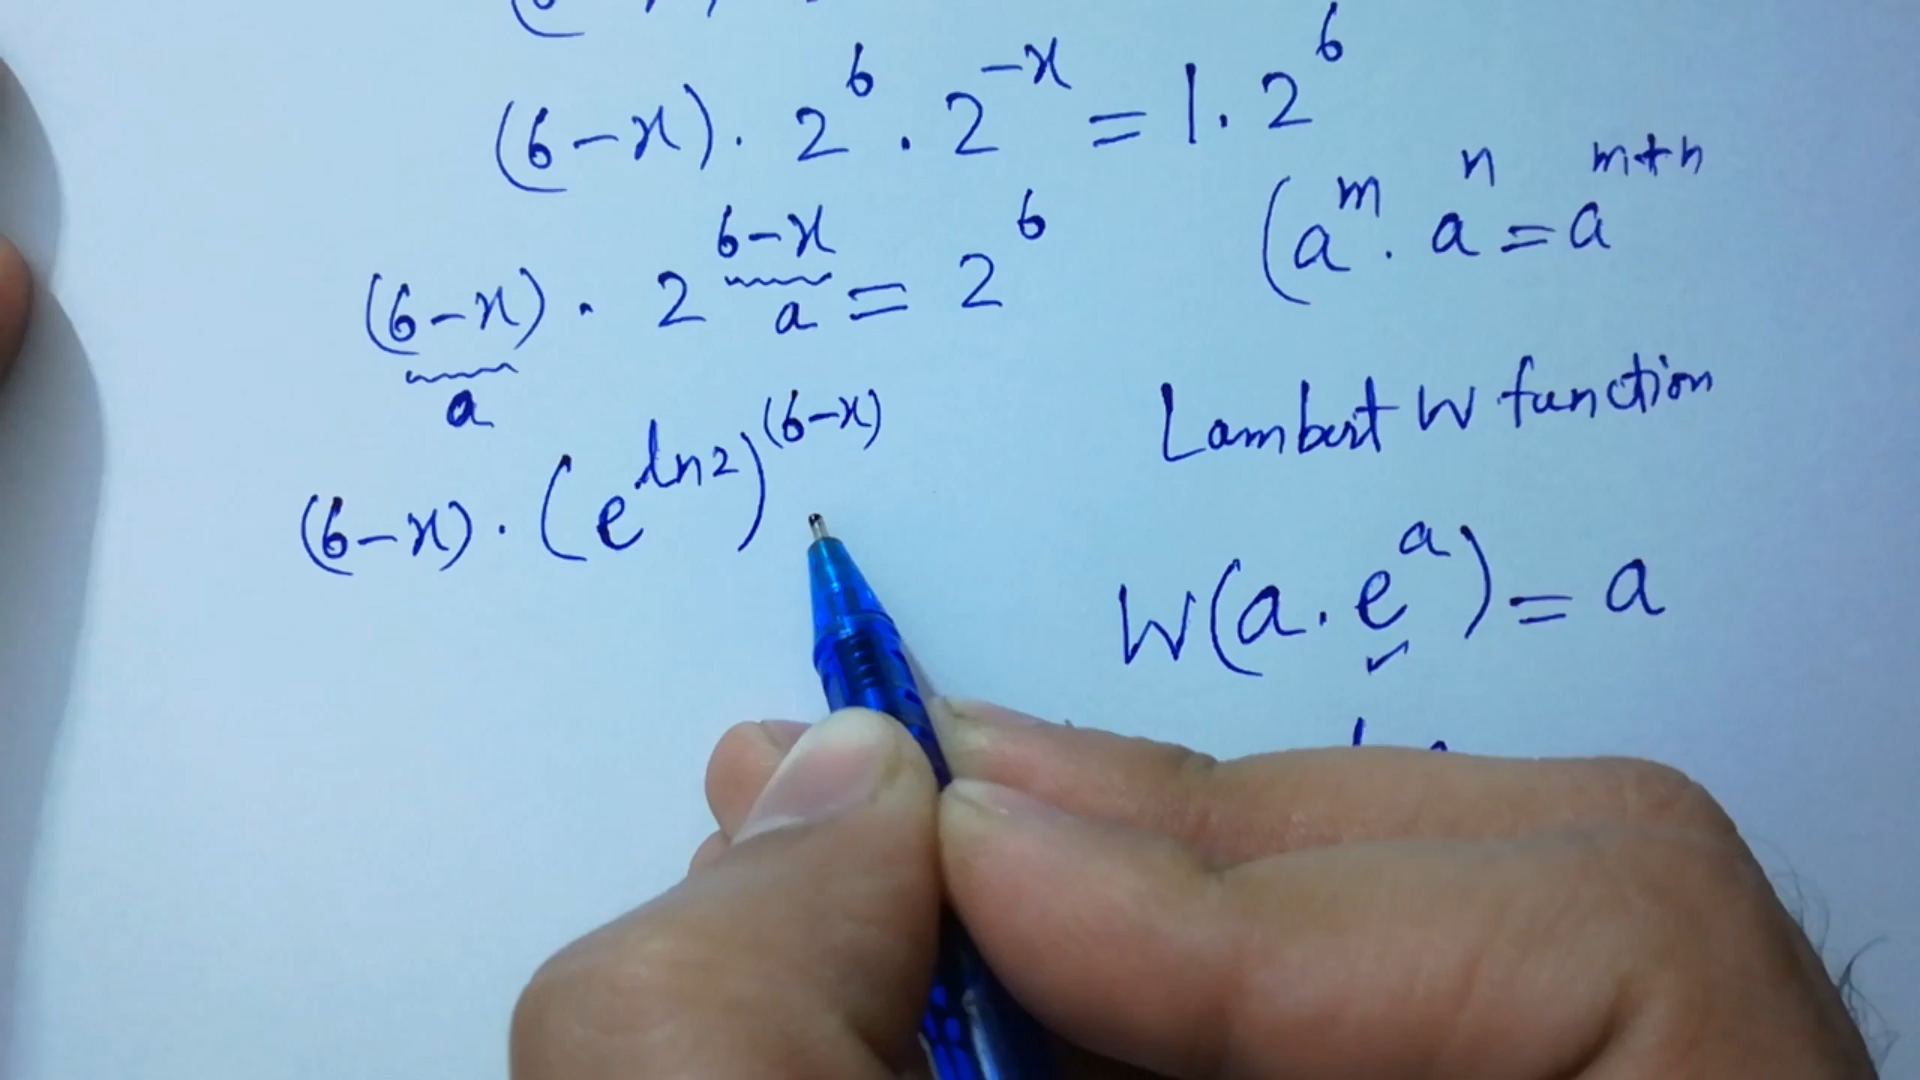 (6-x) · 2^6 · 2^-x = 1 · 2^6
(a^m · a^n = a^m+n
(6-x) · 2^6-x = 2^6
a a
Lambert W function
(6-x) · (e^ln2)^(6-x)
W(a · e^a) = a